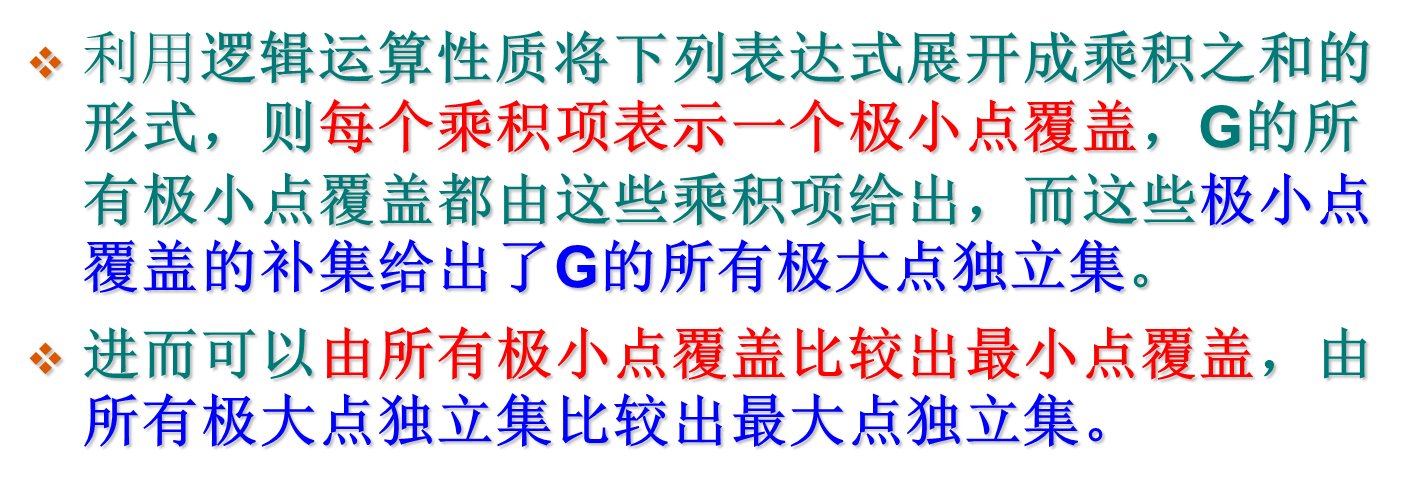 利用逻辑运算性质将下列表达式展开成乘积之和的
形式，则每个乘积项表示一个极小点覆盖，G的所
有极小点覆盖都由这些乘积项给出，而这些极小点
覆盖的补集给出了G的所有极大点独立集。
进而可以由所有极小点覆盖比较出最小点覆盖，由
所有极大点独立集比较出最大点独立集。